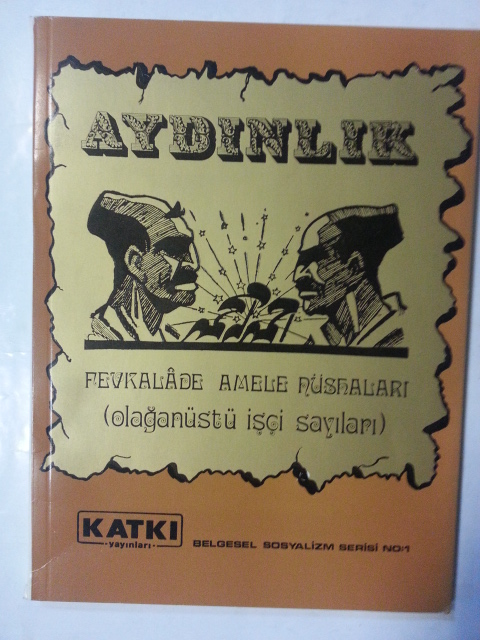 AYDINLIK
FEVKALÂDE AMELE NÜSHALARI
(olağanüstü işçi sayıları)
KATKI
·yayınları·
BELGESEL SOSYALİZM SERİSİ NO:1